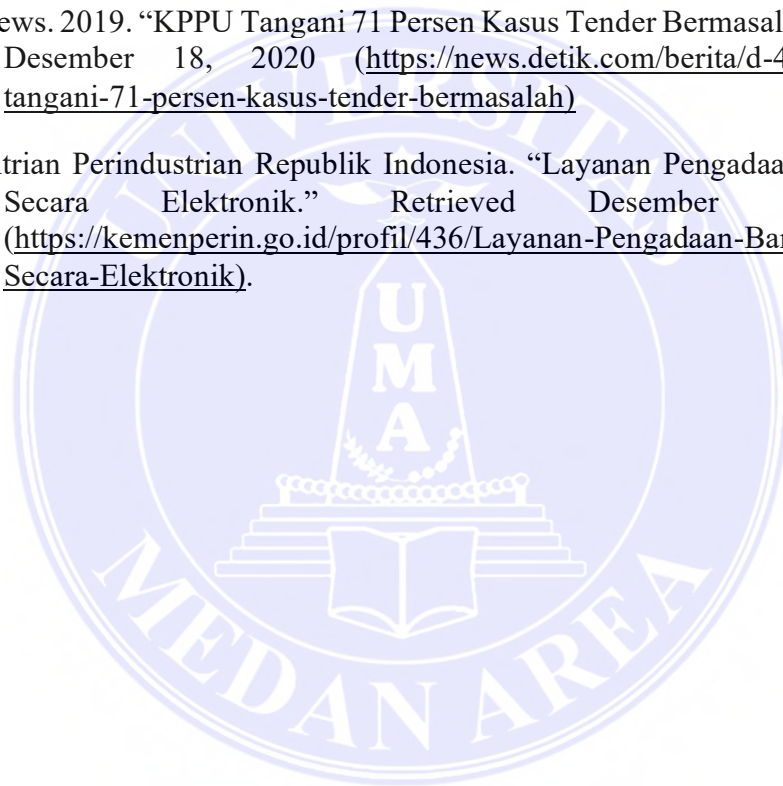 ews. 2019. “KPPU Tangani 71 Persen Kasus Tender Bermasal
Desember 18, 2020 (https://news.detik.com/berita/d-4
tangani-71-persen-kasus-tender-bermasalah)
trian Perindustrian Republik Indonesia. “Layanan Pengadaa
Secara Elektronik.” Retrieved Desember
(https://kemenperin.go.id/profil/436/Layanan-Pengadaan-Bar
Secara-Elektronik).
UNIVERSITAS
U
M
A
MEDAN AREA